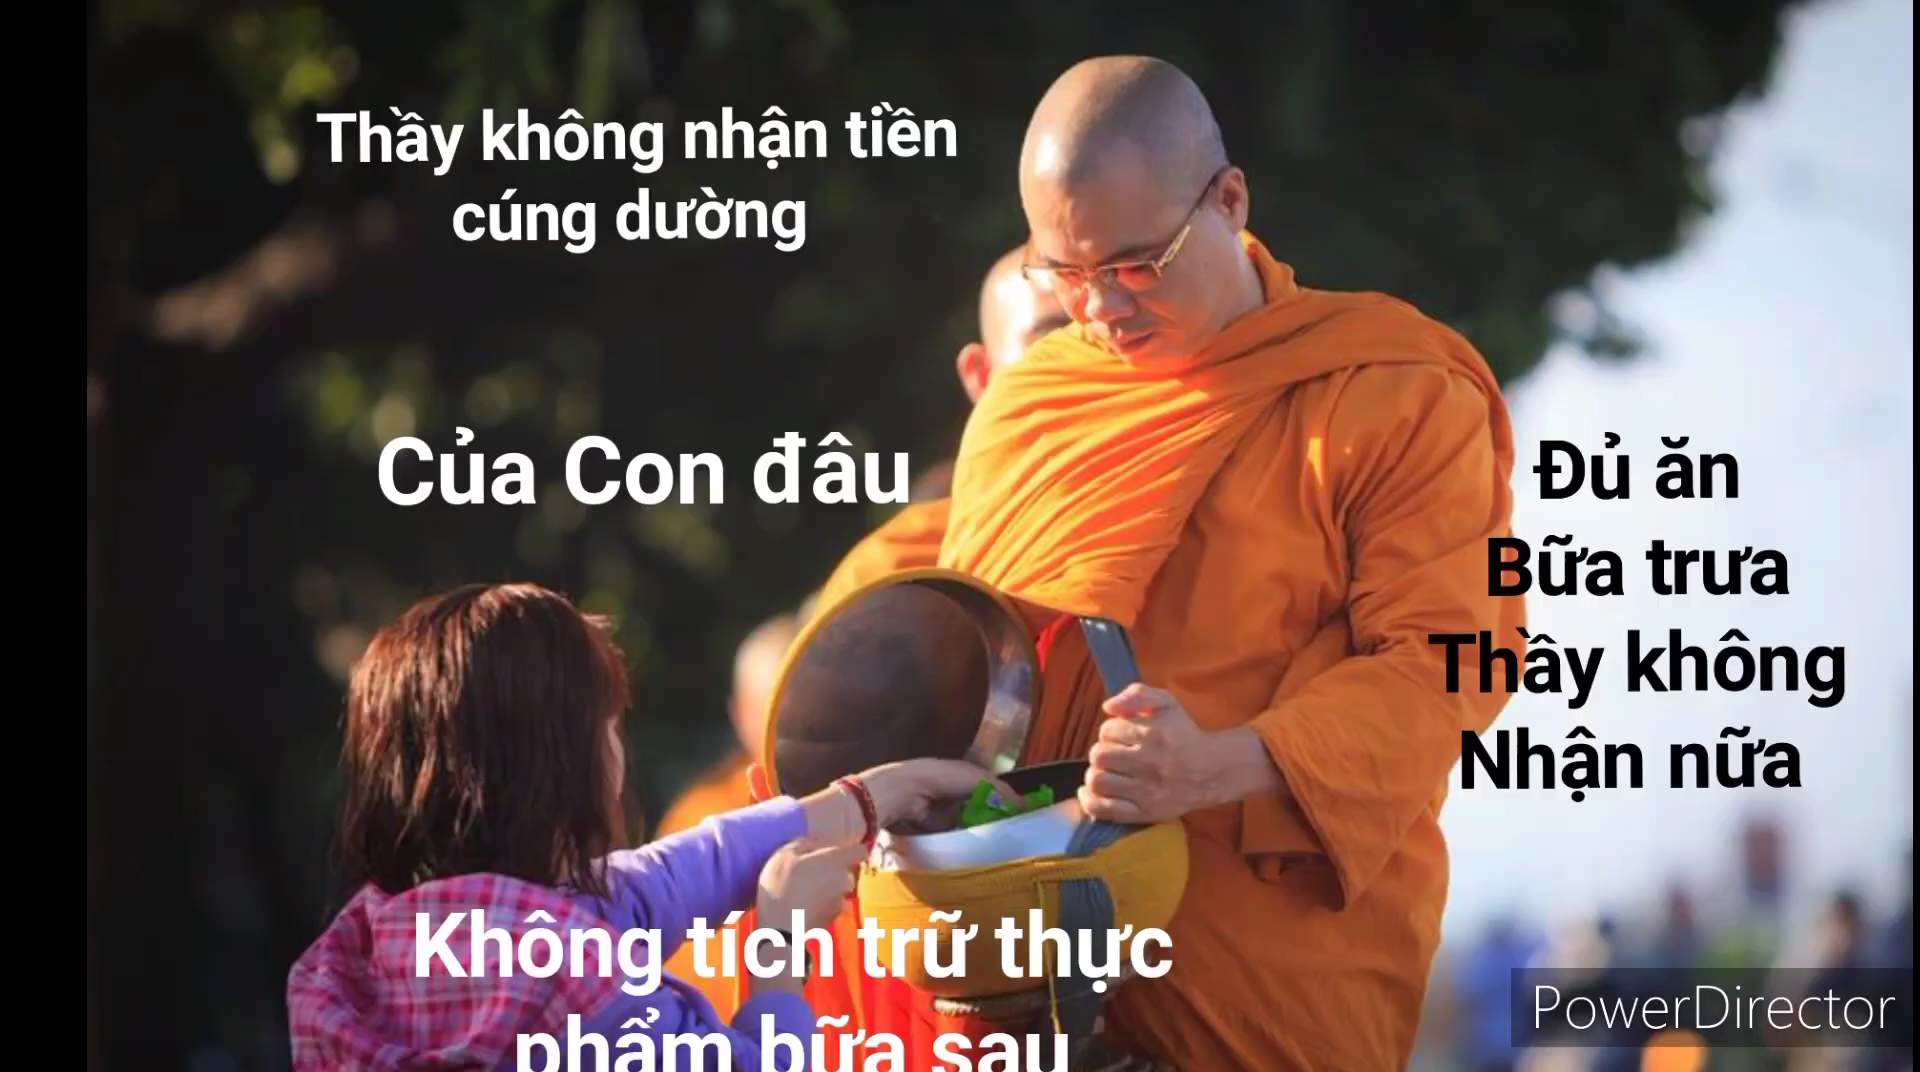 Thầy không nhận tiền
cúng dường
Của Con đâu
Đủ ăn
Bữa trưa
Thầy không
Nhận nữa
Không tích trữ thực
phẩm bữa sau
PowerDirector